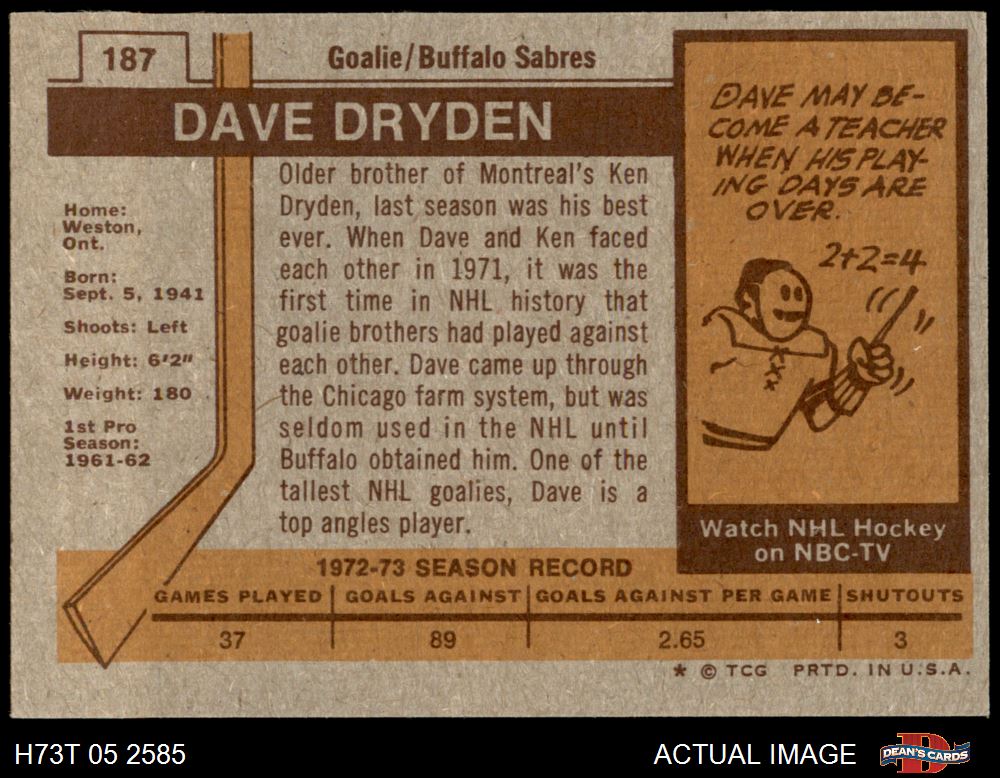 187
Goalie/Buffalo Sabres
DAVE DRYDEN
Home:
Weston,
Ont.
Born:
Sept. 5, 1941
Shoots: Left
Height: 6'2"
Weight: 180
1st Pro
Season:
1961-62
Older brother of Montreal's Ken
Dryden, last season was his best
ever. When Dave and Ken faced
each other in 1971, it was the
first time in NHL history that
goalie brothers had played against
each other. Dave came up through
the Chicago farm system, but was
seldom used in the NHL until
Buffalo obtained him. One of the
tallest NHL goalies, Dave is a
top angles player.
DAVE MAY BE-
COME A TEACHER
WHEN HIS PLAY-
ING DAYS ARE
OVER.
2+2=4
Watch NHL Hockey
on NBC-TV
1972-73 SEASON RECORD
GAMES PLAYED GOALS AGAINST GOALS AGAINST PER GAME SHUTOUTS
37 89 2.65 3
* © TCG PRTD. IN U.S.A.
H73T 05 2585
ACTUAL IMAGE
DEAN'S CARDS